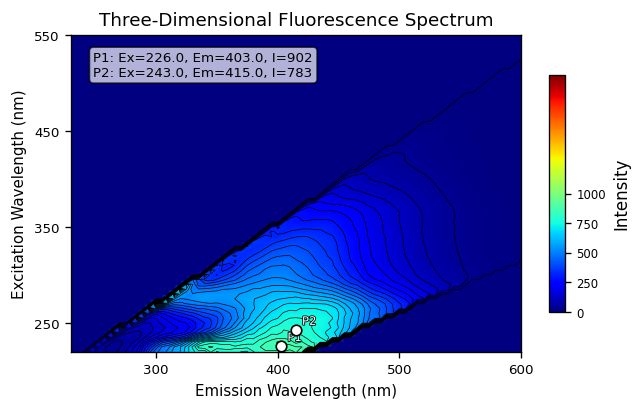 Three-Dimensional Fluorescence Spectrum
P1: Ex=226.0, Em=403.0, I=902
P2: Ex=243.0, Em=415.0, I=783
550
450
350
250
Excitation Wavelength (nm)
P2
P1
300
400
500
600
Emission Wavelength (nm)
1000
750
500
250
0
Intensity